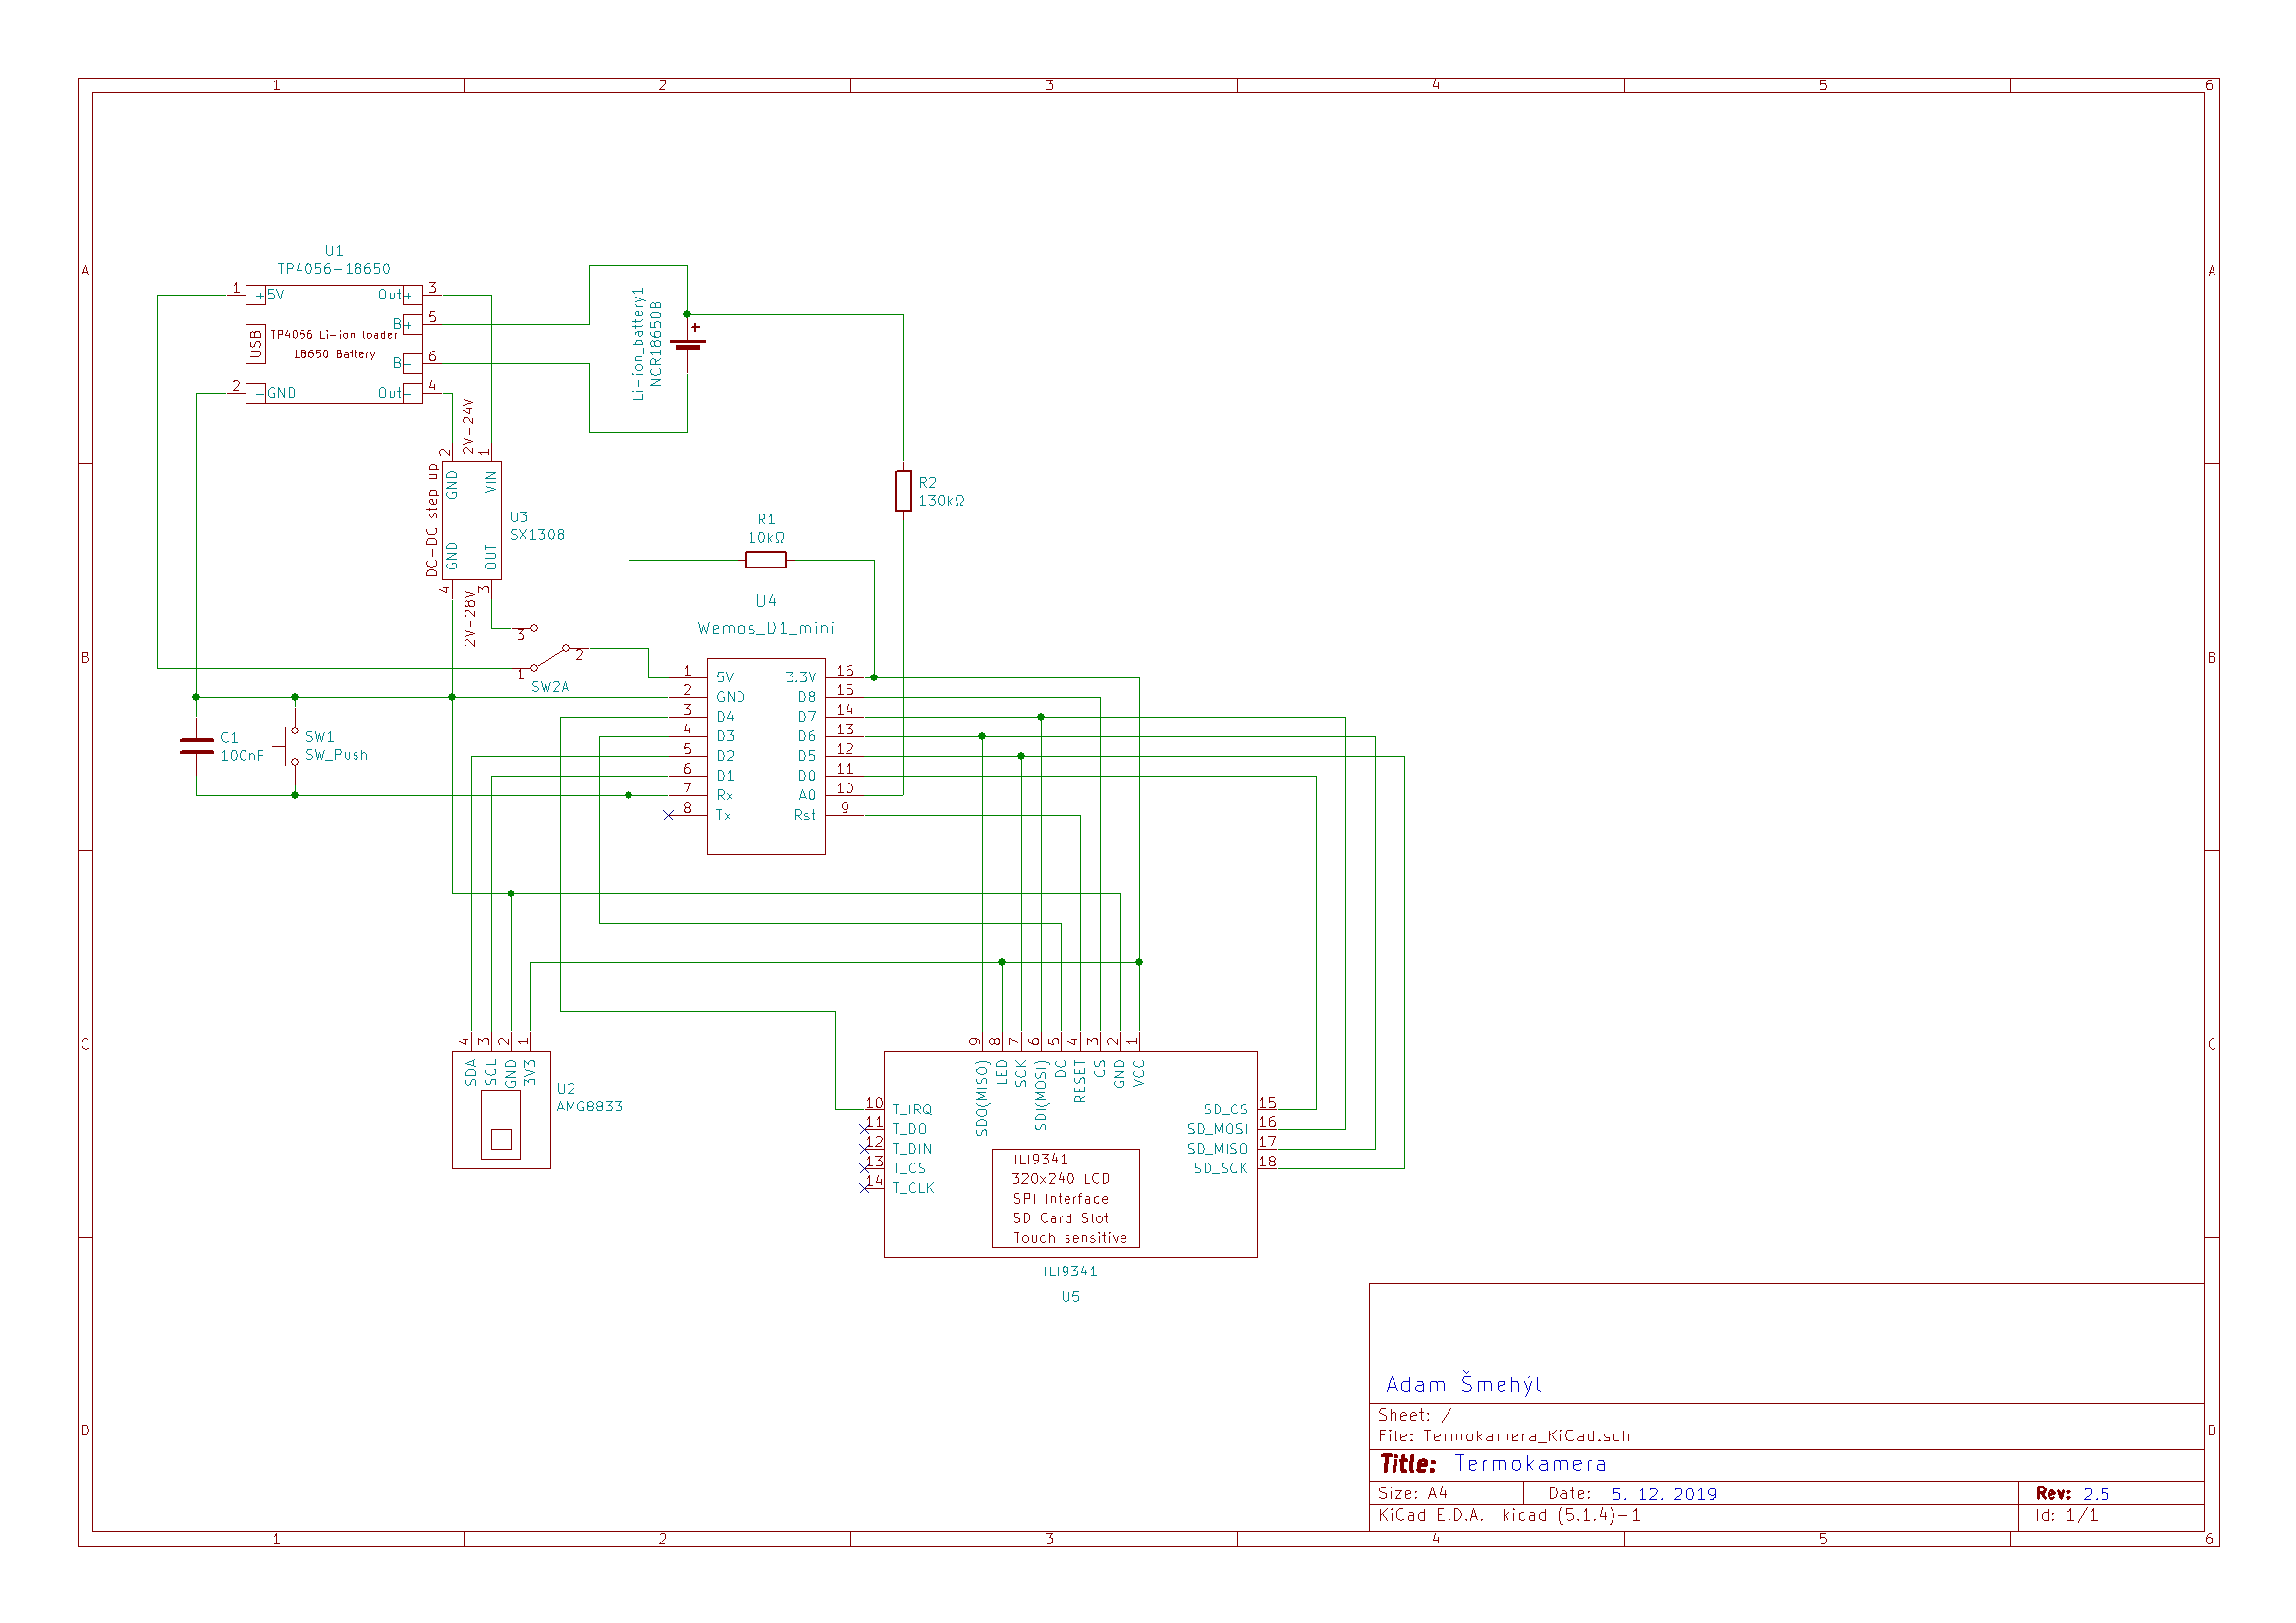 1 2 3 4 5 6
A
B
C
D
A
B
C
D
U1
TP4056-18650
1 +5V
USB
TP4056 Li-ion loader
18650 Battery
2 -GND
Out+ 3
B+ 5
B- 6
Out- 4
Li-ion_battery1
NCR18650B
+
2V-24V
DC-DC step up
2 GND
1 VIN
4 GND
3 OUT
2V-28V
U3
SX1308
R2
130kΩ
R1
10kΩ
3
2
1
SW2A
C1
100nF
SW1
SW_Push
U4
Wemos_D1_mini
1 5V 3.3V 16
2 GND D8 15
3 D4 D7 14
4 D3 D6 13
5 D2 D5 12
6 D1 D0 11
7 Rx A0 10
8 Tx Rst 9
4 SDA
3 SCL
2 GND
1 3V3
U2
AMG8833
9 SDO(MISO)
8 LED
7 SCK
6 SDI(MOSI)
5 DC
4 RESET
3 CS
2 GND
1 VCC
10 T_IRQ
11 T_DO
12 T_DIN
13 T_CS
14 T_CLK
SD_CS 15
SD_MOSI 16
SD_MISO 17
SD_SCK 18
ILI9341
320x240 LCD
SPI Interface
SD Card Slot
Touch sensitive
ILI9341
U5
Adam Šmehýl
Sheet: /
File: Termokamera_KiCad.sch
Title: Termokamera
Size: A4 Date: 5. 12. 2019 Rev: 2.5
KiCad E.D.A. kicad (5.1.4)-1 Id: 1/1
1 2 3 4 5 6